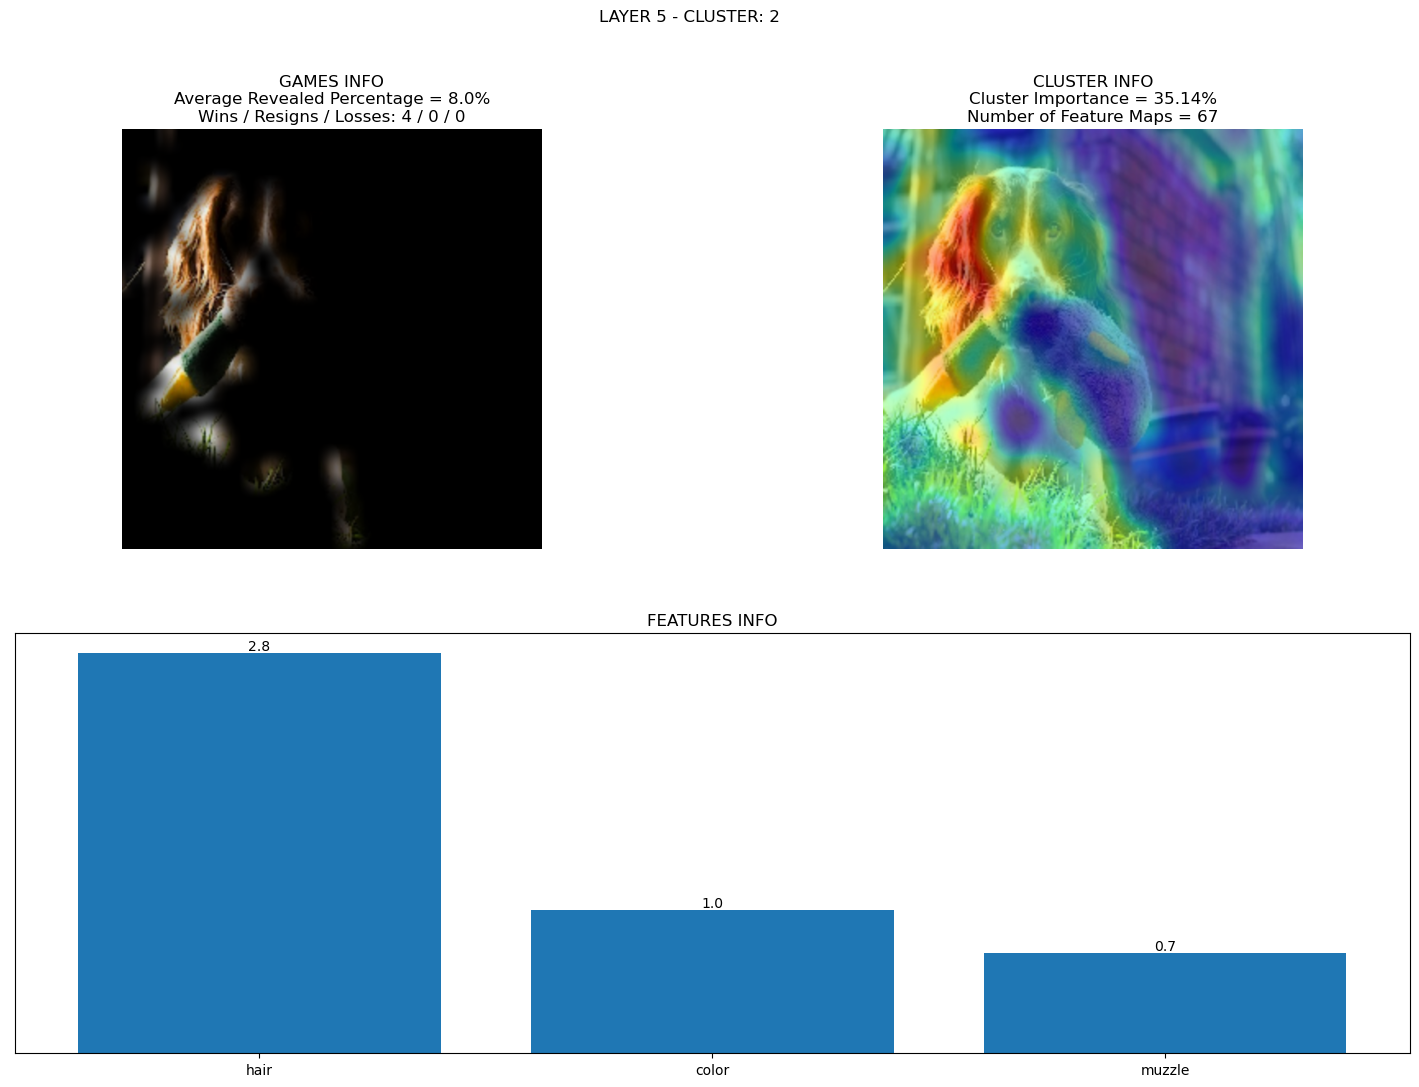 LAYER 5 - CLUSTER: 2
GAMES INFO
Average Revealed Percentage = 8.0%
Wins / Resigns / Losses: 4 / 0 / 0
CLUSTER INFO
Cluster Importance = 35.14%
Number of Feature Maps = 67
FEATURES INFO
2.8
1.0
0.7
hair
color
muzzle